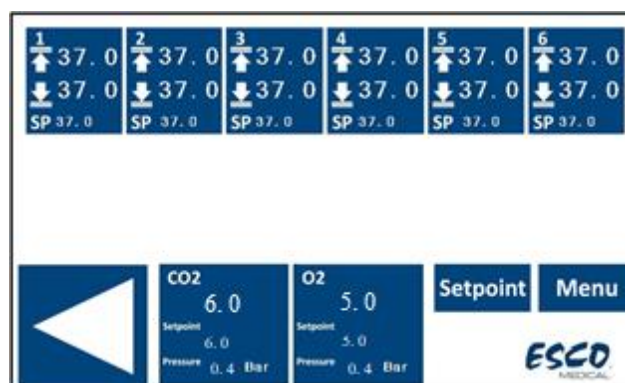 1 2 3 4 5 6
37.0 37.0 37.0 37.0 37.0 37.0
37.0 37.0 37.0 37.0 37.0 37.0
SP 37.0 SP 37.0 SP 37.0 SP 37.0 SP 37.0 SP 37.0
CO2
6.0
Setpoint
6.0
Pressure 0.4 Bar
O2
5.0
Setpoint
5.0
Pressure 0.4 Bar
Setpoint
Menu
ESCO
MEDICAL